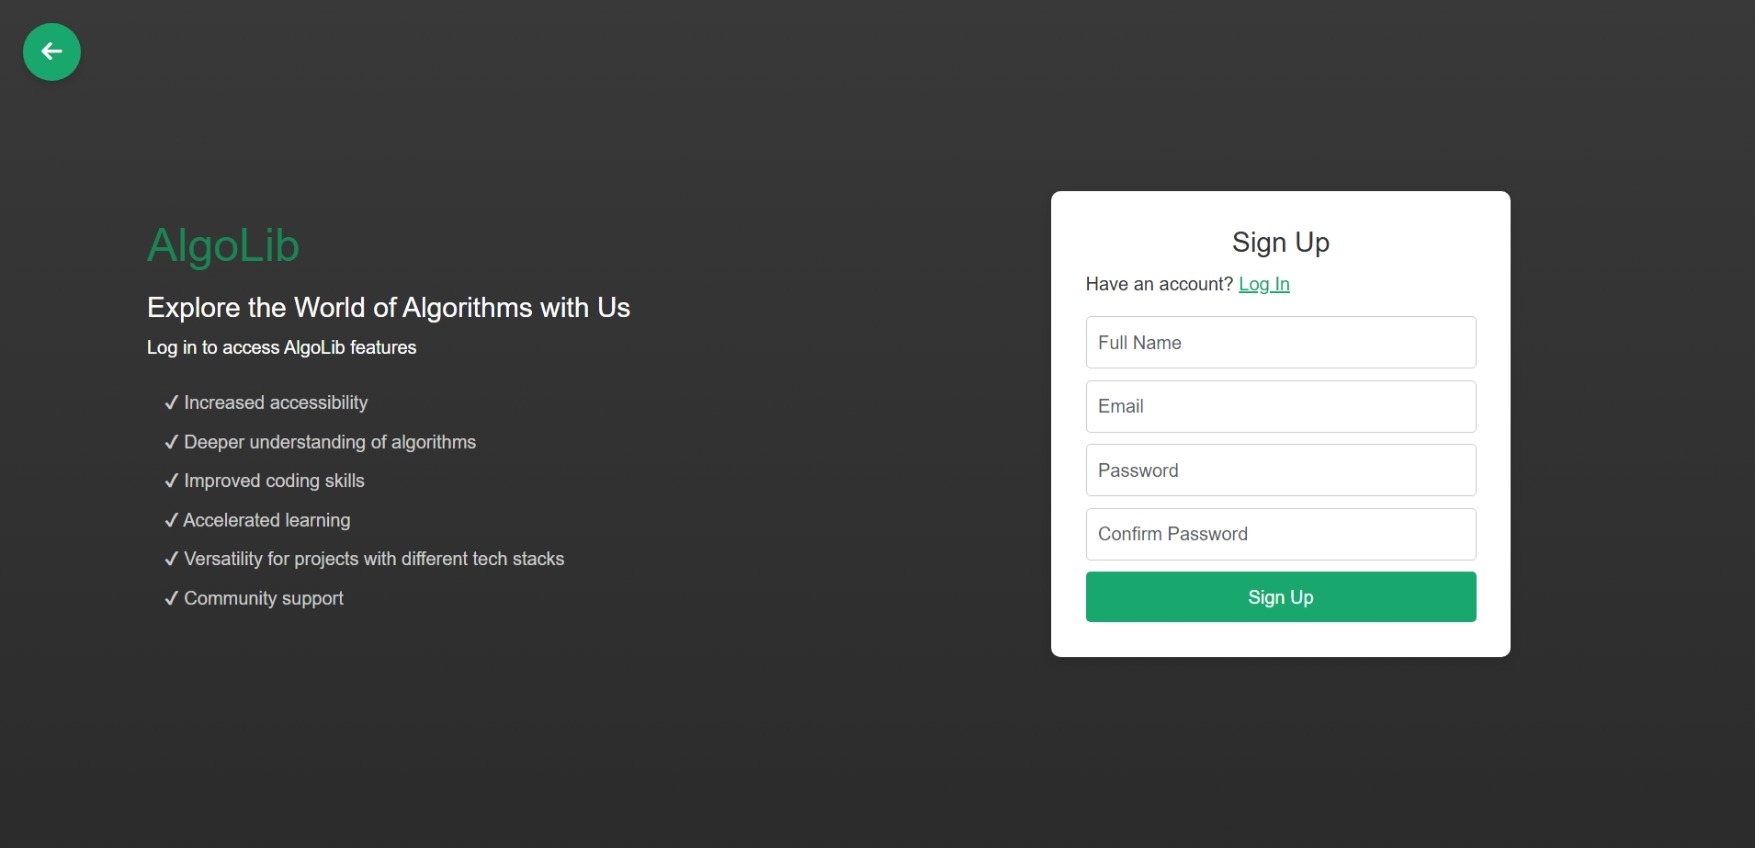 AlgoLib
Explore the World of Algorithms with Us
Log in to access AlgoLib features
✓ Increased accessibility
✓ Deeper understanding of algorithms
✓ Improved coding skills
✓ Accelerated learning
✓ Versatility for projects with different tech stacks
✓ Community support
Sign Up
Have an account? Log In
Full Name
Email
Password
Confirm Password
Sign Up